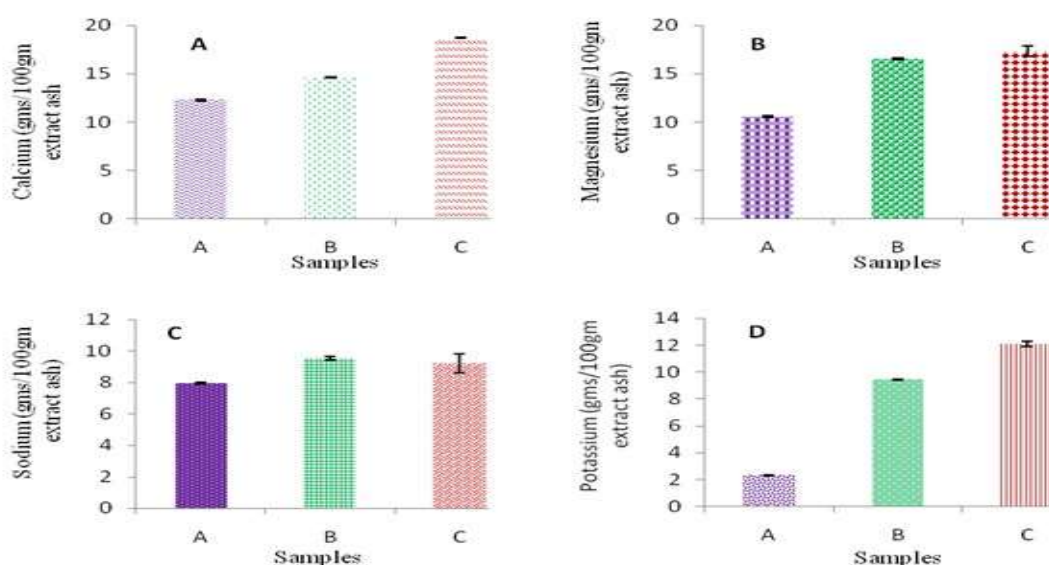 Calcium (gms/100gm
extract ash
A
20
15
10
5
0
A B C
Samples
Magnesium (gms/100gm
extract ash)
B
20
15
10
5
0
A B C
Samples
Sodium (gms/100gm
extract ash)
C
12
10
8
6
4
2
0
A B C
Samples
Potassium (gms/100gm
extract ash)
D
14
12
10
8
6
4
2
0
A B C
Samples